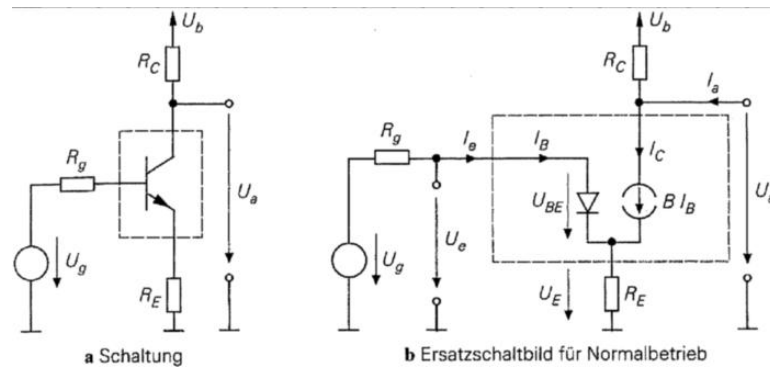 U_b
R_C
R_g
U_a
U_g
R_E
a Schaltung
U_b
R_C
I_a
R_g
I_e
I_B
I_C
U_BE
B I_B
U_e
U_g
U_E
R_E
b Ersatzschaltbild für Normalbetrieb